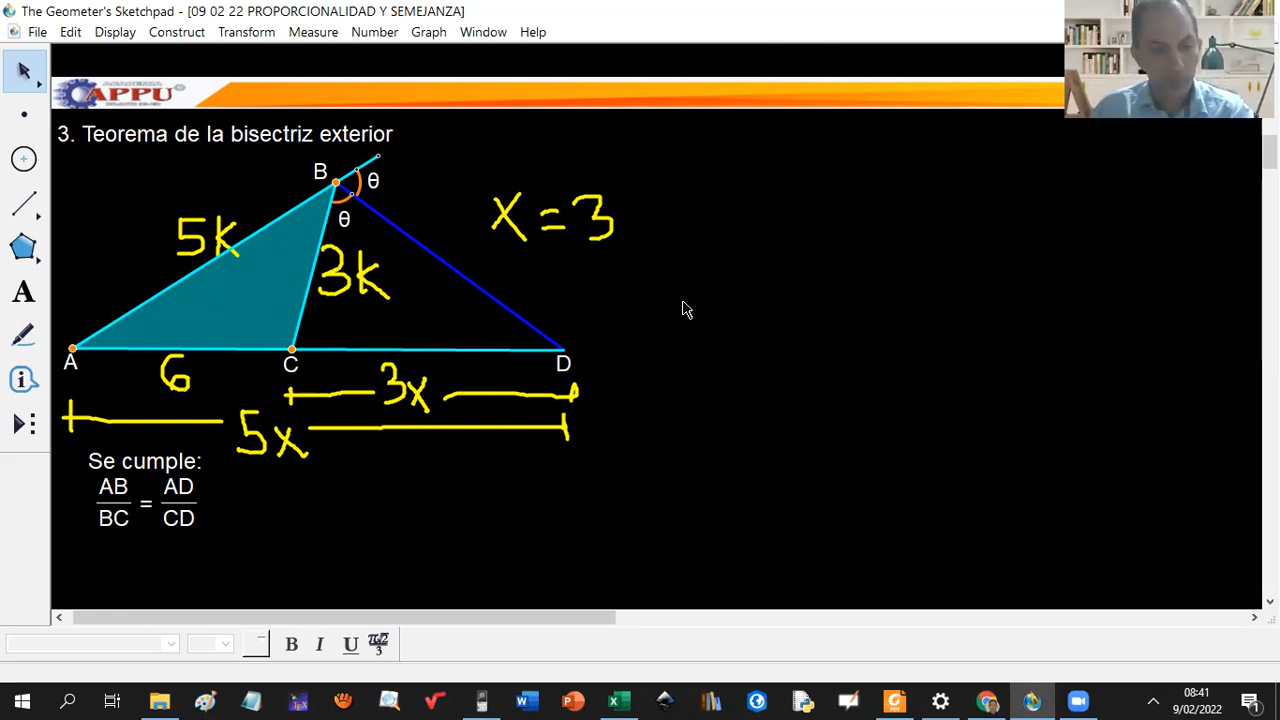 The Geometer's Sketchpad - [09 02 22 PROPORCIONALIDAD Y SEMEJANZA]
File Edit Display Construct Transform Measure Number Graph Window Help
ACADEMIA
APPU®
3. Teorema de la bisectriz exterior
B
θ
θ
5k
3k
X = 3
A
C
D
6
3x
5x
Se cumple:
AB = AD
BC CD
A
B I U
08:41
9/02/2022